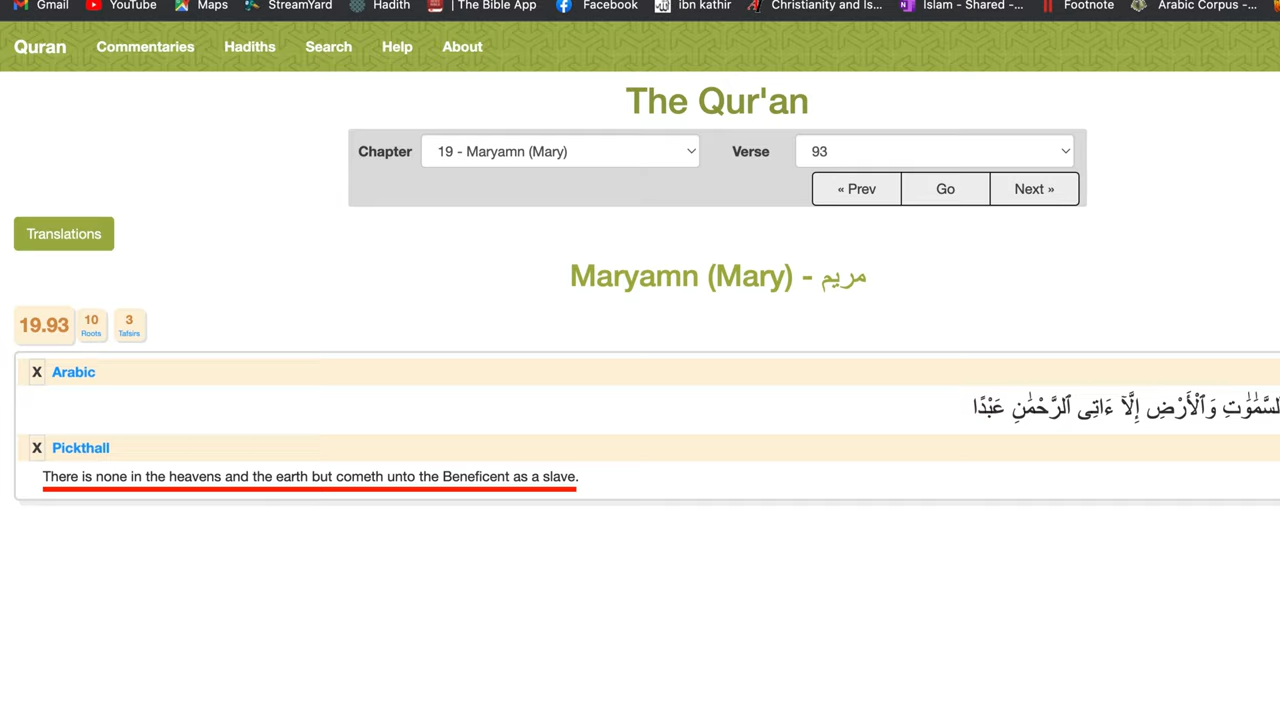 Gmail YouTube Maps StreamYard Hadith | The Bible App Facebook ibn kathir Christianity and Is... Islam - Shared -... Footnote Arabic Corpus -...
Quran Commentaries Hadiths Search Help About
The Qur'an
Chapter 19 - Maryamn (Mary) Verse 93
« Prev Go Next »
Translations
Maryamn (Mary) - مريم
19.93 10 Roots 3 Tafsirs
X Arabic
وَٱلْأَرْضِ إِلَّآ ءَاتِى ٱلرَّحْمَٰنِ عَبْدًا
X Pickthall
There is none in the heavens and the earth but cometh unto the Beneficent as a slave.